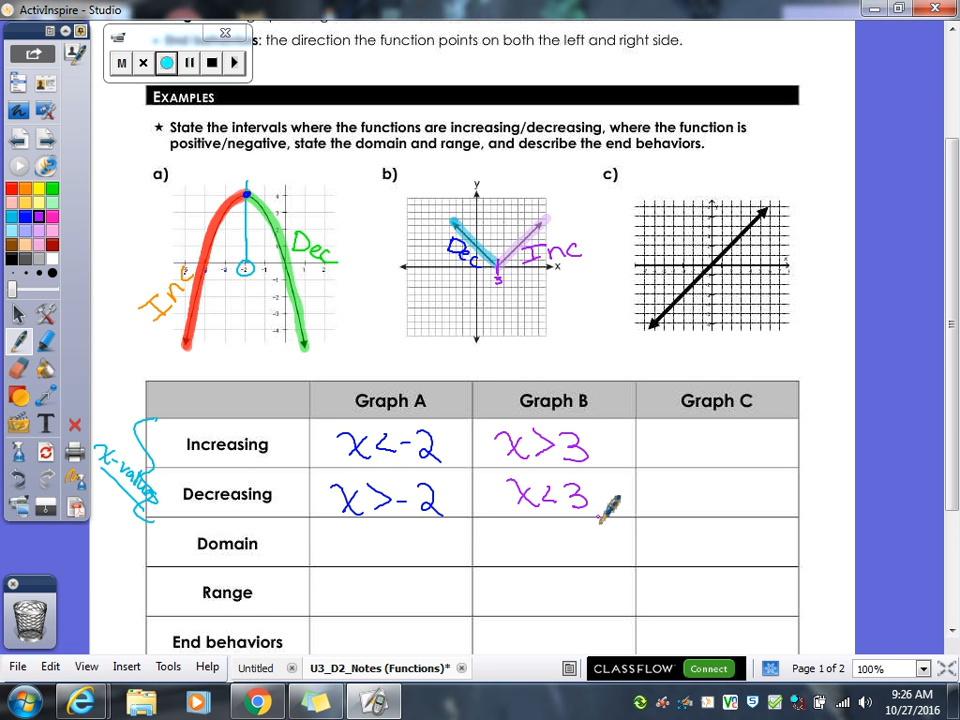 ActivInspire - Studio
: the direction the function points on both the left and right side.
M
EXAMPLES
★ State the intervals where the functions are increasing/decreasing, where the function is
positive/negative, state the domain and range, and describe the end behaviors.
a) b) c)
y
x
Inc
Dec
Dec
Inc
3
Graph A Graph B Graph C
x-values
Increasing x < -2 x > 3
Decreasing x > -2 x < 3
Domain
Range
End behaviors
File Edit View Insert Tools Help Untitled U3_D2_Notes (Functions)* CLASSFLOW Connect Page 1 of 2 100%
9:26 AM
10/27/2016